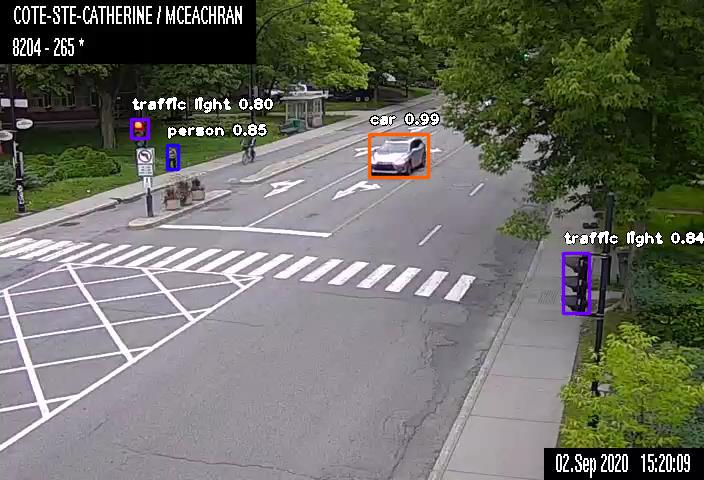 COTE-STE-CATHERINE / MCEACHRAN
8204 - 265 *
traffic light 0.80
person 0.85
car 0.99
traffic light 0.84
02.Sep 2020 15:20:09